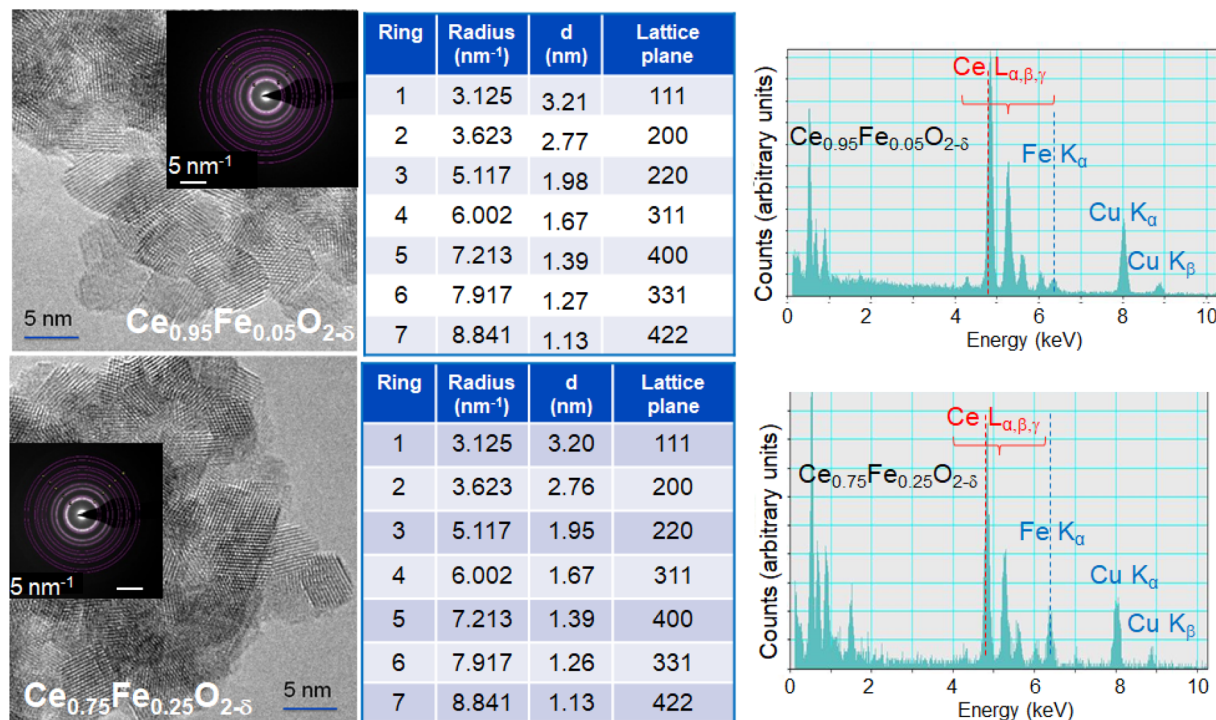 5 nm⁻¹
5 nm
Ce₀.₉₅Fe₀.₀₅O₂₋δ
Ring Radius (nm⁻¹) d (nm) Lattice plane
1 3.125 3.21 111
2 3.623 2.77 200
3 5.117 1.98 220
4 6.002 1.67 311
5 7.213 1.39 400
6 7.917 1.27 331
7 8.841 1.13 422
Ce Lα,β,γ
Ce₀.₉₅Fe₀.₀₅O₂₋δ
Fe Kα
Cu Kα
Cu Kβ
Counts (arbitrary units)
0 2 4 6 8 10
Energy (keV)
5 nm⁻¹
Ce₀.₇₅Fe₀.₂₅O₂₋δ
5 nm
Ring Radius (nm⁻¹) d (nm) Lattice plane
1 3.125 3.20 111
2 3.623 2.76 200
3 5.117 1.95 220
4 6.002 1.67 311
5 7.213 1.39 400
6 7.917 1.26 331
7 8.841 1.13 422
Ce Lα,β,γ
Ce₀.₇₅Fe₀.₂₅O₂₋δ
Fe Kα
Cu Kα
Cu Kβ
Counts (arbitrary units)
0 2 4 6 8 10
Energy (keV)